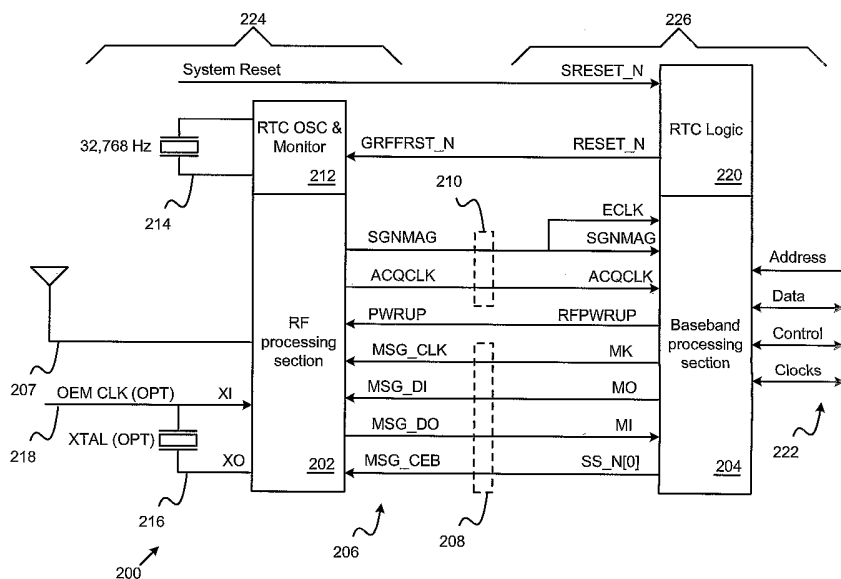 224
226
System Reset
SRESET_N
32,768 Hz
RTC OSC &
Monitor
212
214
GRFFRST_N
RESET_N
RTC Logic
220
210
ECLK
SGNMAG
SGNMAG
ACQCLK
ACQCLK
PWRUP
RFPWRUP
MSG_CLK
MK
MSG_DI
MO
MSG_DO
MI
MSG_CEB
SS_N[0]
RF
processing
section
202
Baseband
processing
section
204
Address
Data
Control
Clocks
222
207
OEM CLK (OPT)
XI
218
XTAL (OPT)
XO
216
200
206
208